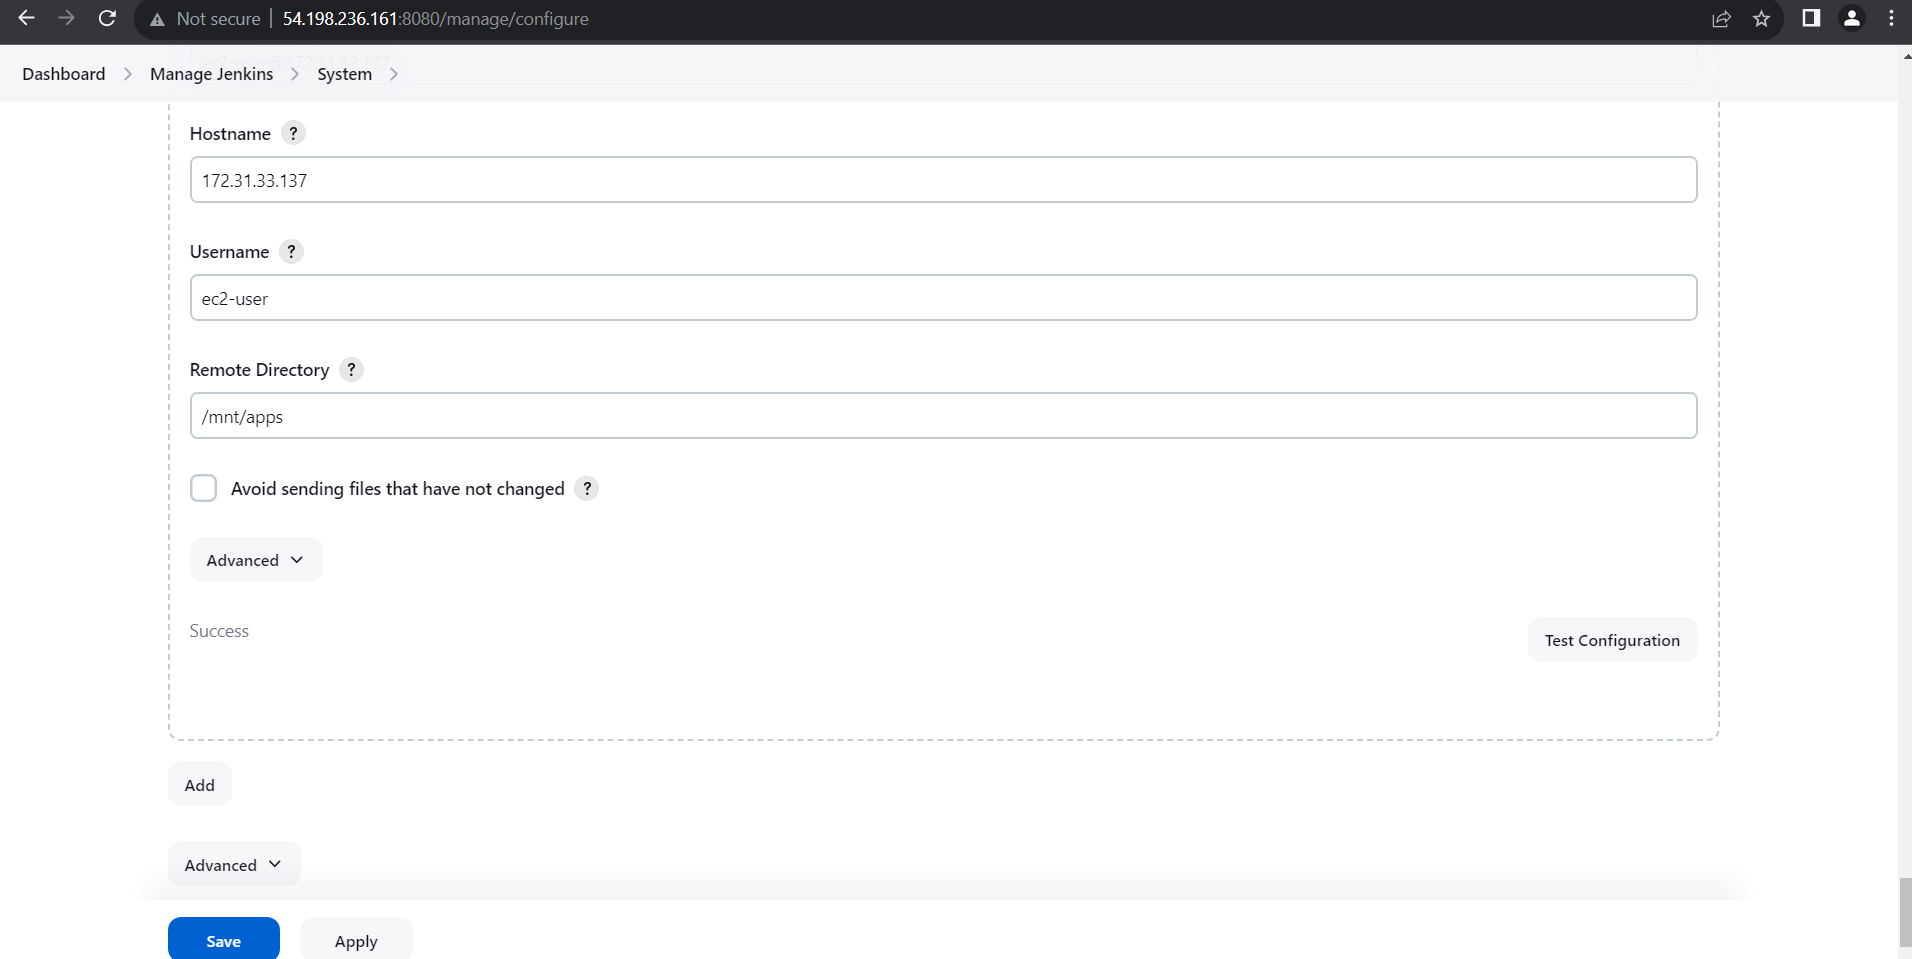 Not secure | 54.198.236.161:8080/manage/configure
Dashboard > Manage Jenkins > System >
Hostname ?
172.31.33.137
Username ?
ec2-user
Remote Directory ?
/mnt/apps
Avoid sending files that have not changed ?
Advanced
Success
Test Configuration
Add
Advanced
Save Apply